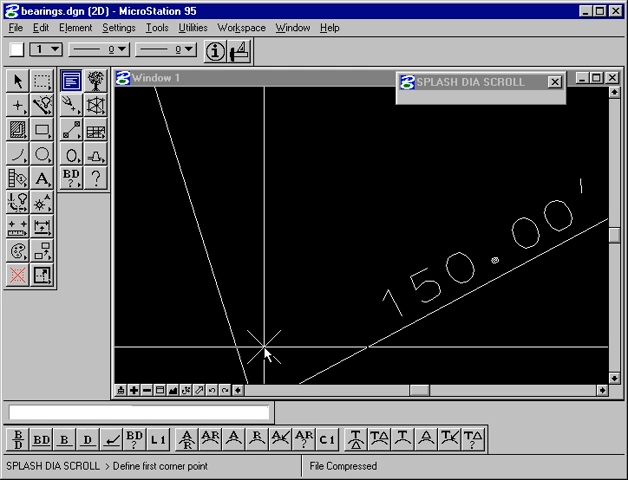 bearings.dgn (2D) - MicroStation 95
File Edit Element Settings Tools Utilities Workspace Window Help
1 0 0
Window 1
SPLASH DIA SCROLL
A
BD ? ?
150.00'
B D BD B D BD ? L1 A R AR A R AR ? C1 T T T
SPLASH DIA SCROLL > Define first corner point File Compressed